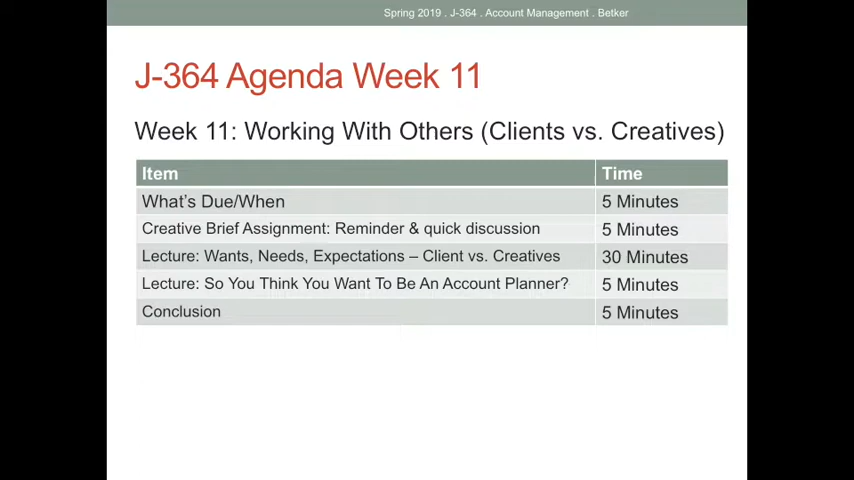 Spring 2019 . J-364 . Account Management . Betker
J-364 Agenda Week 11
Week 11: Working With Others (Clients vs. Creatives)
Item Time
What's Due/When 5 Minutes
Creative Brief Assignment: Reminder & quick discussion 5 Minutes
Lecture: Wants, Needs, Expectations – Client vs. Creatives 30 Minutes
Lecture: So You Think You Want To Be An Account Planner? 5 Minutes
Conclusion 5 Minutes